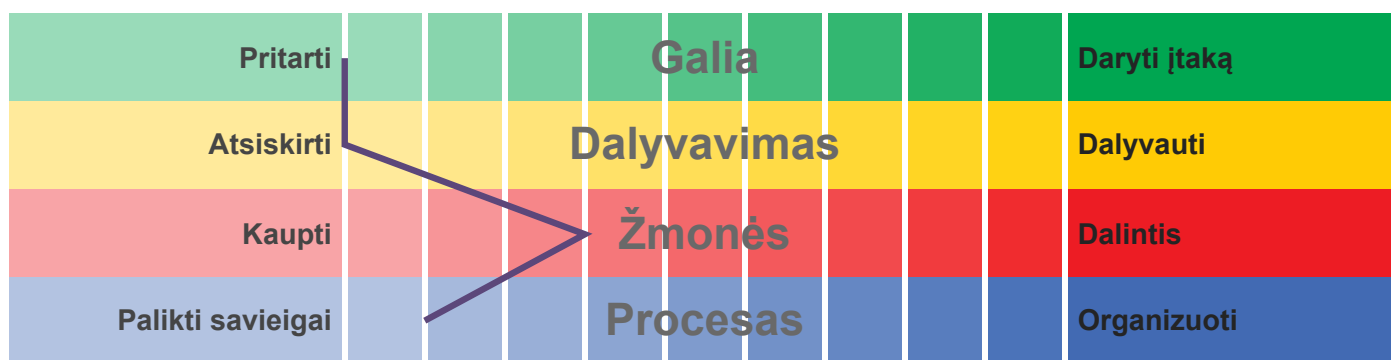 Pritarti Galia Daryti įtaką
Atsiskirti Dalyvavimas Dalyvauti
Kaupti Žmonės Dalintis
Palikti savieigai Procesas Organizuoti